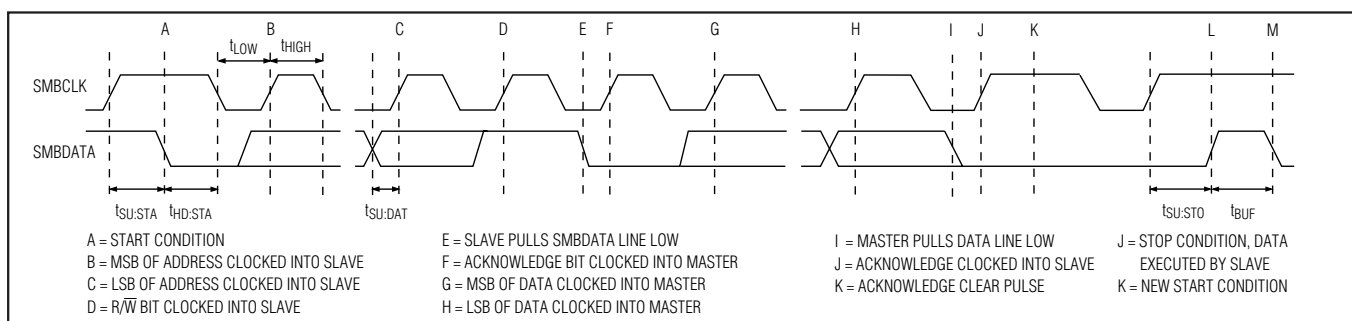 A B C D E F G H I J K L M
tLOW tHIGH
SMBCLK
SMBDATA
tSU:STA tHD:STA tSU:DAT tSU:STO tBUF
A = START CONDITION
B = MSB OF ADDRESS CLOCKED INTO SLAVE
C = LSB OF ADDRESS CLOCKED INTO SLAVE
D = R/W̅ BIT CLOCKED INTO SLAVE
E = SLAVE PULLS SMBDATA LINE LOW
F = ACKNOWLEDGE BIT CLOCKED INTO MASTER
G = MSB OF DATA CLOCKED INTO MASTER
H = LSB OF DATA CLOCKED INTO MASTER
I = MASTER PULLS DATA LINE LOW
J = ACKNOWLEDGE CLOCKED INTO SLAVE
K = ACKNOWLEDGE CLEAR PULSE
J = STOP CONDITION, DATA
EXECUTED BY SLAVE
K = NEW START CONDITION